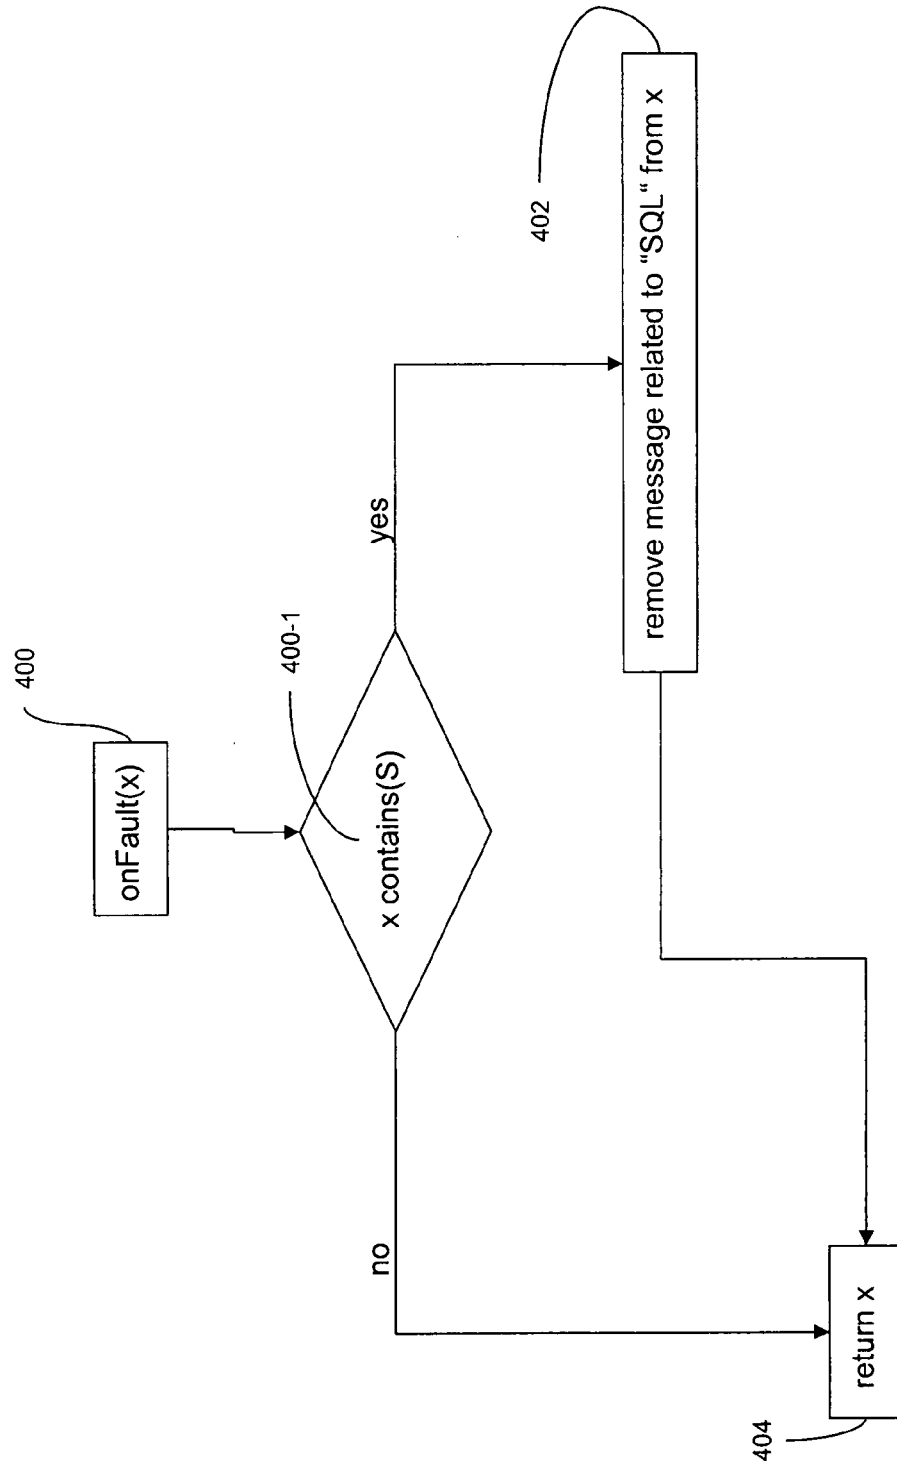 400
onFault(x)
400-1
x contains(S)
no
yes
402
remove message related to “SQL“ from x
404
return x